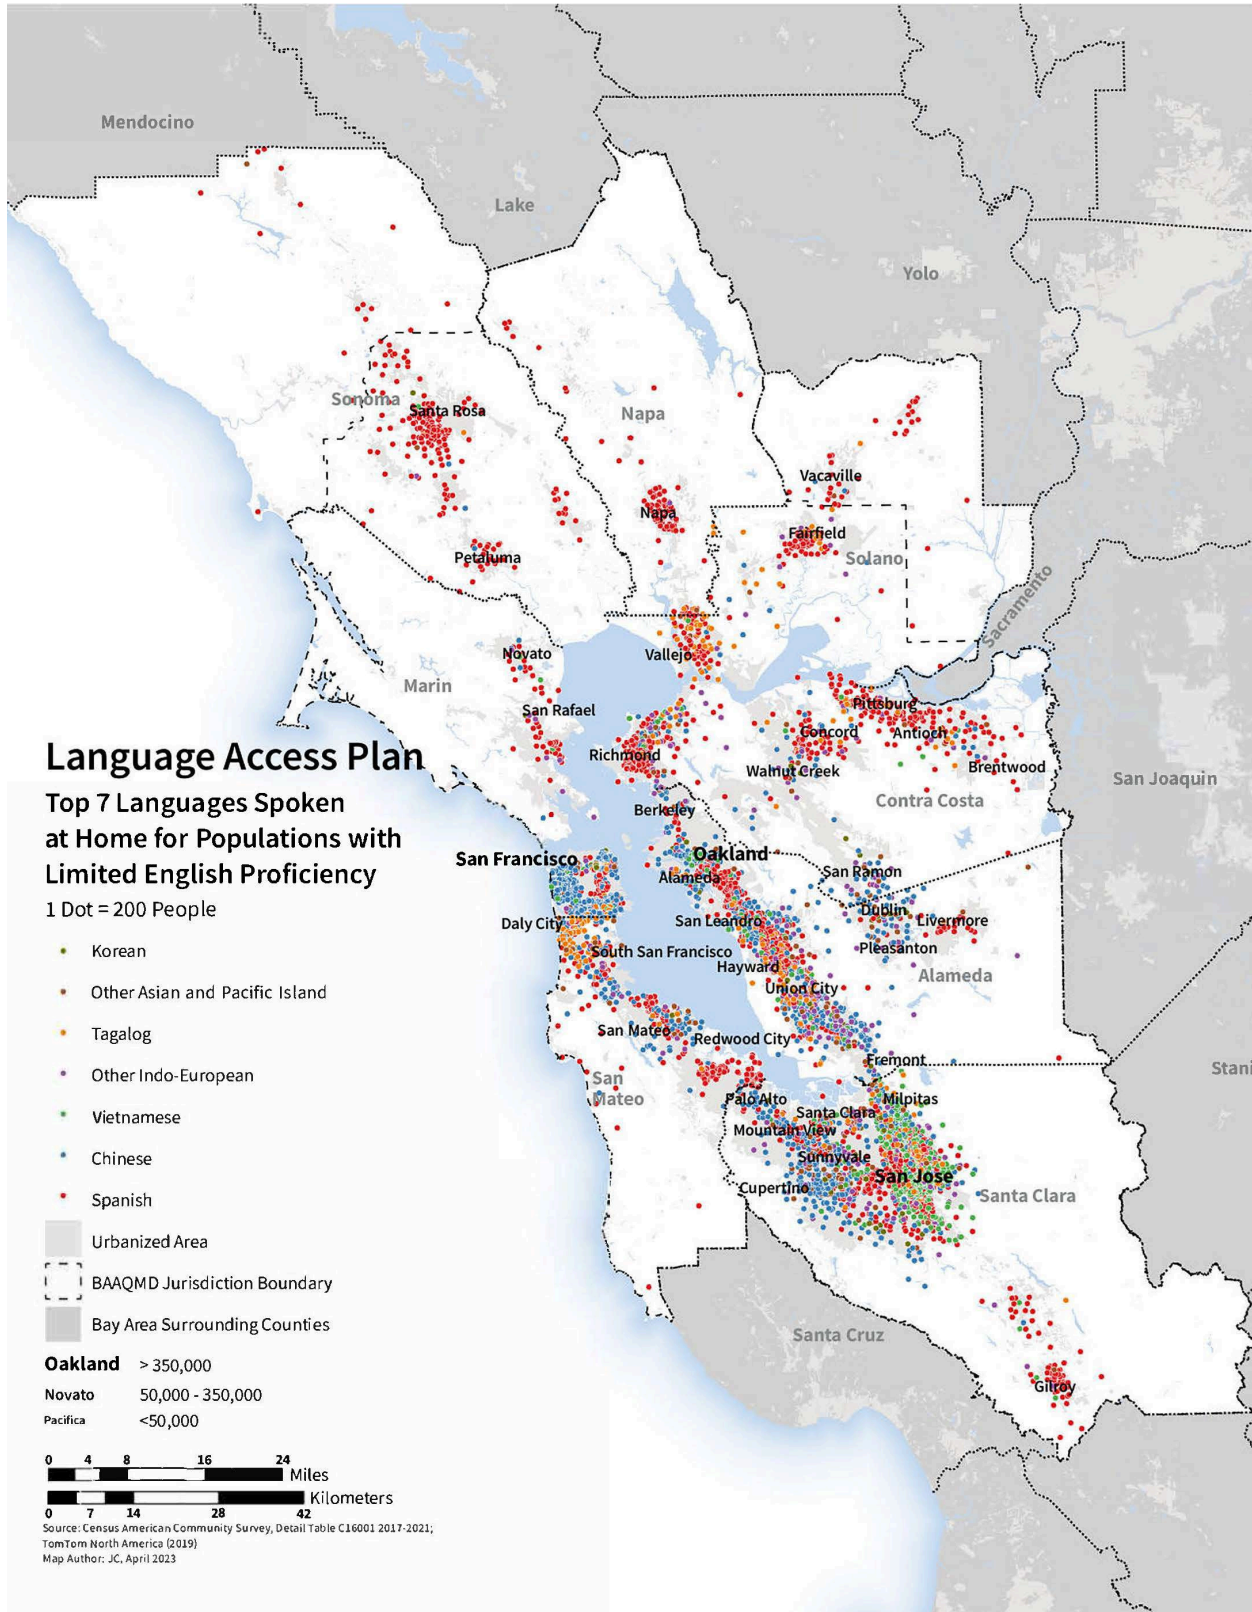 Mendocino
Lake
Yolo
Sonoma
Santa Rosa
Napa
Vacaville
Napa
Fairfield
Solano
Petaluma
Sacramento
Novato
Vallejo
Marin
San Rafael
Pittsburg
Concord
Antioch
Richmond
Walnut Creek
Brentwood
San Joaquin
Contra Costa
Berkeley
Language Access Plan
Top 7 Languages Spoken
at Home for Populations with
Limited English Proficiency
1 Dot = 200 People
San Francisco
Oakland
Alameda
San Ramon
Daly City
San Leandro
Dublin
Livermore
South San Francisco
Pleasanton
Hayward
Alameda
Union City
San Mateo
Redwood City
Fremont
San
Mateo
Stani
Palo Alto
Milpitas
Santa Clara
Mountain View
Sunnyvale
San Jose
Cupertino
Santa Clara
Santa Cruz
Gilroy
Korean
Other Asian and Pacific Island
Tagalog
Other Indo-European
Vietnamese
Chinese
Spanish
Urbanized Area
BAAQMD Jurisdiction Boundary
Bay Area Surrounding Counties
Oakland > 350,000
Novato 50,000 - 350,000
Pacifica <50,000
0 4 8 16 24
Miles
Kilometers
0 7 14 28 42
Source: Census American Community Survey, Detail Table C16001 2017-2021;
TomTom North America (2019)
Map Author: JC, April 2023